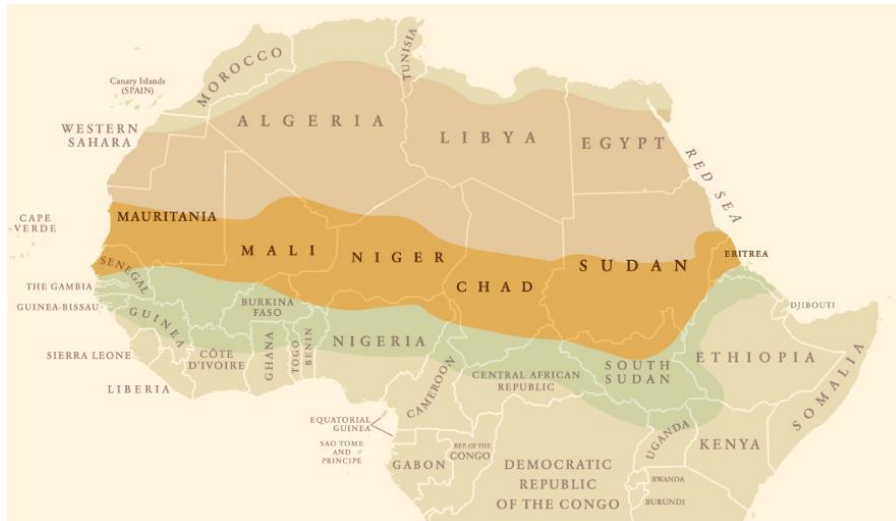 MOROCCO
TUNISIA
Canary Islands
(SPAIN)
ALGERIA
LIBYA
EGYPT
WESTERN
SAHARA
RED SEA
CAPE
VERDE
MAURITANIA
MALI
NIGER
CHAD
SUDAN
ERITREA
SENEGAL
THE GAMBIA
GUINEA-BISSAU
GUINEA
BURKINA
FASO
DJIBOUTI
SIERRA LEONE
LIBERIA
CÔTE
D'IVOIRE
GHANA
TOGO
BENIN
NIGERIA
CAMEROON
CENTRAL AFRICAN
REPUBLIC
SOUTH
SUDAN
ETHIOPIA
SOMALIA
EQUATORIAL
GUINEA
SAO TOME
AND
PRINCIPE
GABON
REP. OF THE
CONGO
DEMOCRATIC
REPUBLIC
OF THE CONGO
UGANDA
KENYA
RWANDA
BURUNDI